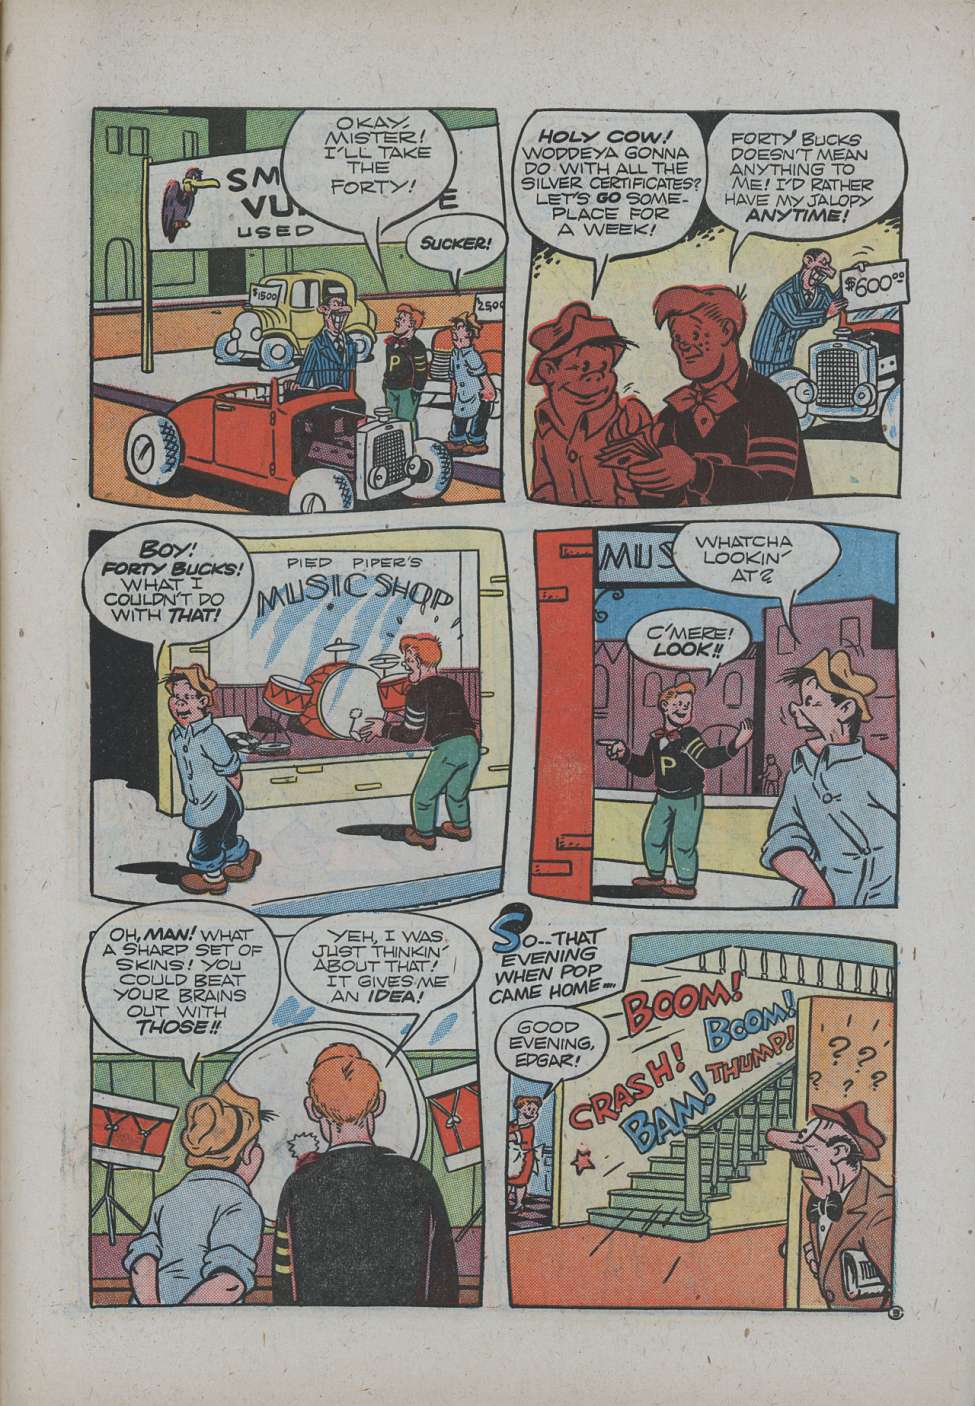 OKAY,
MISTER!
I'LL TAKE
THE
FORTY!
SM
VU E
USED
SUCKER!
$1500
2500
HOLY COW!
WODDEYA GONNA
DO WITH ALL THE
SILVER CERTIFICATES?
LET'S GO SOME-
PLACE FOR
A WEEK!
FORTY BUCKS
DOESN'T MEAN
ANYTHING TO
ME! I'D RATHER
HAVE MY JALOPY
ANYTIME!
$600.00
P
BOY!
FORTY BUCKS!
WHAT I
COULDN'T DO
WITH THAT!
PIED PIPER'S
MUSIC SHOP
MUS
WHATCHA
LOOKIN'
AT?
C'MERE!
LOOK!!
P
OH, MAN! WHAT
A SHARP SET OF
SKINS! YOU
COULD BEAT
YOUR BRAINS
OUT WITH
THOSE!!
YEH, I WAS
JUST THINKIN'
ABOUT THAT!
IT GIVES ME
AN IDEA!
SO--THAT
EVENING
WHEN POP
CAME HOME....
GOOD
EVENING,
EDGAR!
BOOM!
BOOM!
CRASH!
THUMP!
BAM!
? ?
? ?